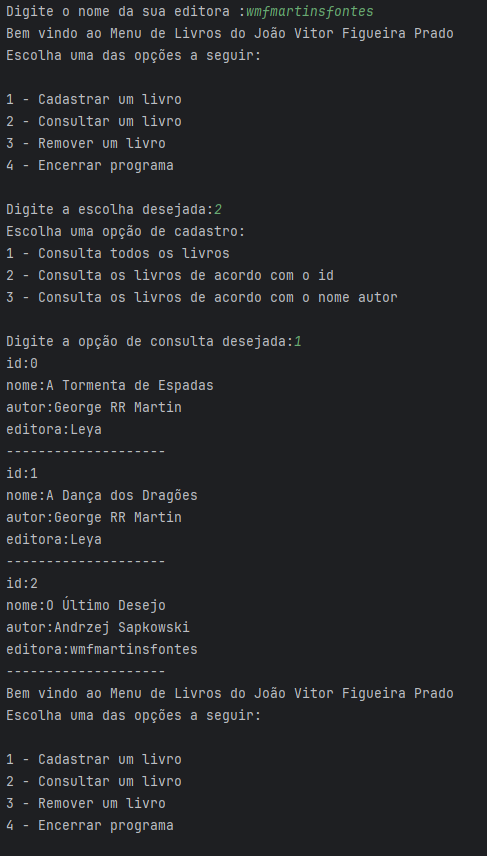 Digite o nome da sua editora :wmfmartinsfontes
Bem vindo ao Menu de Livros do João Vitor Figueira Prado
Escolha uma das opções a seguir:
1 - Cadastrar um livro
2 - Consultar um livro
3 - Remover um livro
4 - Encerrar programa
Digite a escolha desejada:2
Escolha uma opção de cadastro:
1 - Consulta todos os livros
2 - Consulta os livros de acordo com o id
3 - Consulta os livros de acordo com o nome autor
Digite a opção de consulta desejada:1
id:0
nome:A Tormenta de Espadas
autor:George RR Martin
editora:Leya
--------------------
id:1
nome:A Dança dos Dragões
autor:George RR Martin
editora:Leya
--------------------
id:2
nome:O Último Desejo
autor:Andrzej Sapkowski
editora:wmfmartinsfontes
--------------------
Bem vindo ao Menu de Livros do João Vitor Figueira Prado
Escolha uma das opções a seguir:
1 - Cadastrar um livro
2 - Consultar um livro
3 - Remover um livro
4 - Encerrar programa